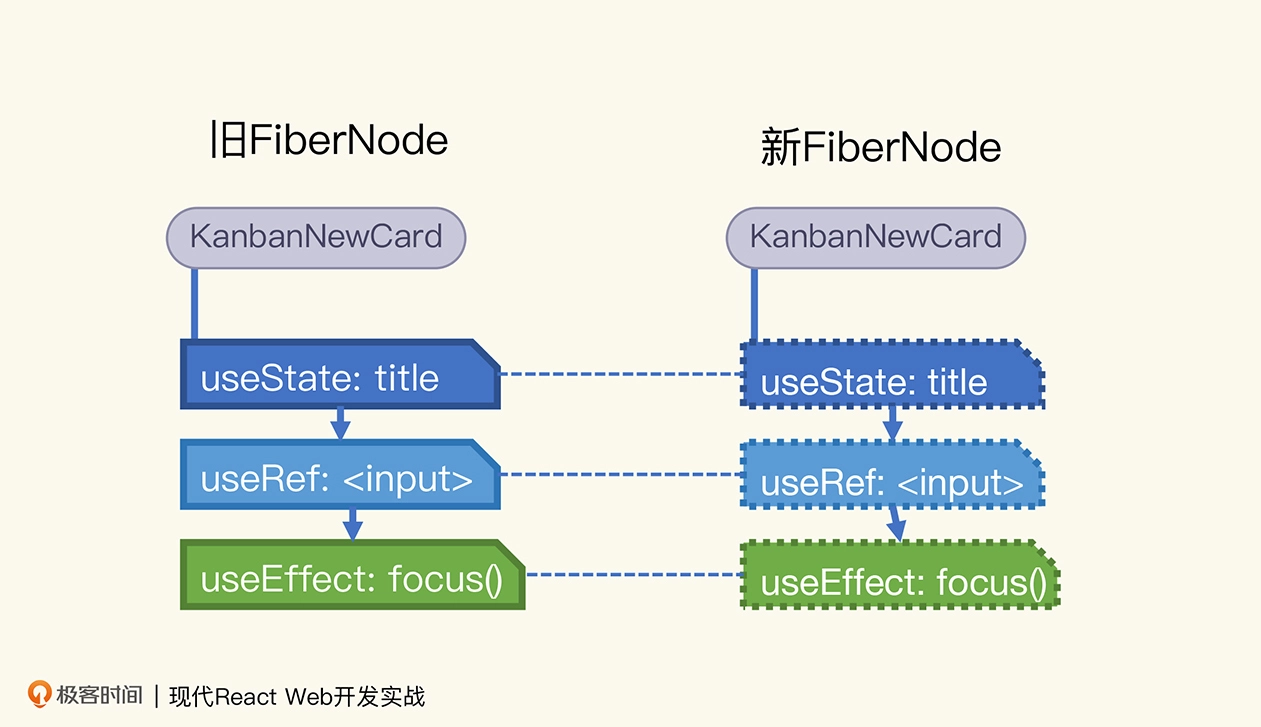 旧FiberNode
新FiberNode
KanbanNewCard
KanbanNewCard
useState: title
useState: title
useRef: <input>
useRef: <input>
useEffect: focus()
useEffect: focus()
极客时间 | 现代React Web开发实战